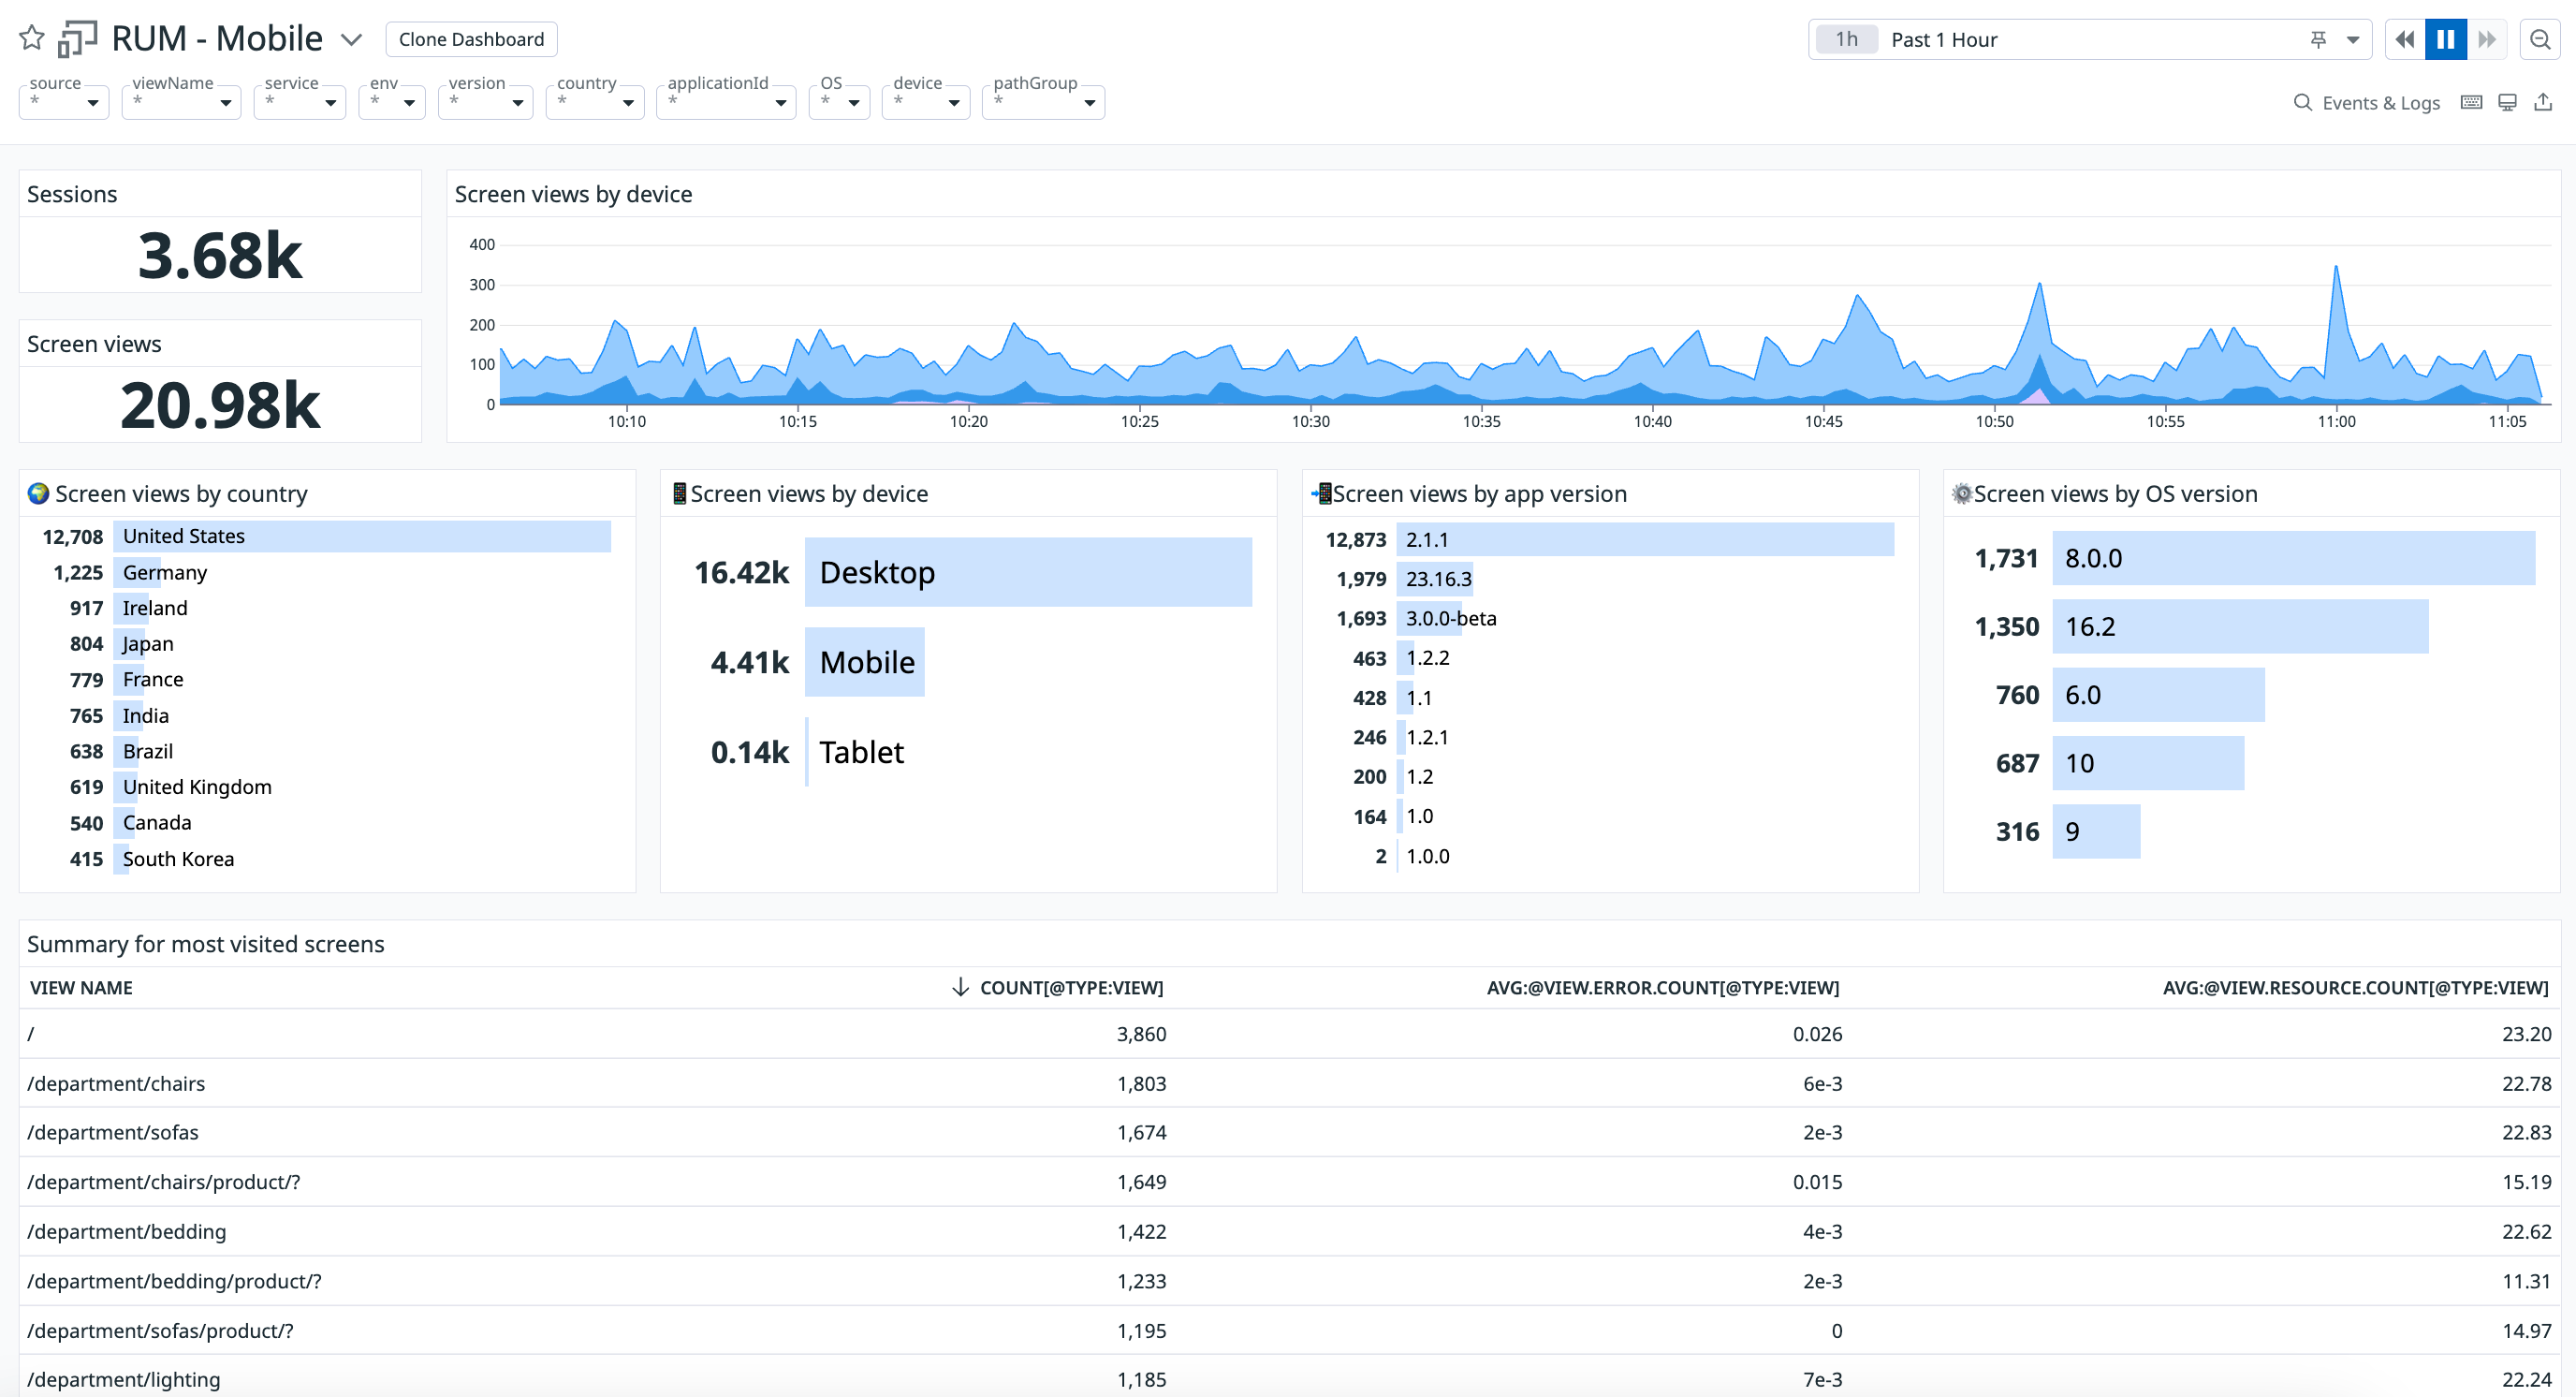 RUM - Mobile
Clone Dashboard
1h Past 1 Hour
source viewName service env version country applicationId OS device pathGroup
* * * * * * * * * *
Events & Logs
Sessions
3.68k
Screen views
20.98k
Screen views by device
400
300
200
100
0
10:10 10:15 10:20 10:25 10:30 10:35 10:40 10:45 10:50 10:55 11:00 11:05
Screen views by country
12,708 United States
1,225 Germany
917 Ireland
804 Japan
779 France
765 India
638 Brazil
619 United Kingdom
540 Canada
415 South Korea
Screen views by device
16.42k Desktop
4.41k Mobile
0.14k Tablet
Screen views by app version
12,873 2.1.1
1,979 23.16.3
1,693 3.0.0-beta
463 1.2.2
428 1.1
246 1.2.1
200 1.2
164 1.0
2 1.0.0
Screen views by OS version
1,731 8.0.0
1,350 16.2
760 6.0
687 10
316 9
Summary for most visited screens
VIEW NAME COUNT[@TYPE:VIEW] AVG:@VIEW.ERROR.COUNT[@TYPE:VIEW] AVG:@VIEW.RESOURCE.COUNT[@TYPE:VIEW]
/ 3,860 0.026 23.20
/department/chairs 1,803 6e-3 22.78
/department/sofas 1,674 2e-3 22.83
/department/chairs/product/? 1,649 0.015 15.19
/department/bedding 1,422 4e-3 22.62
/department/bedding/product/? 1,233 2e-3 11.31
/department/sofas/product/? 1,195 0 14.97
/department/lighting 1,185 7e-3 22.24